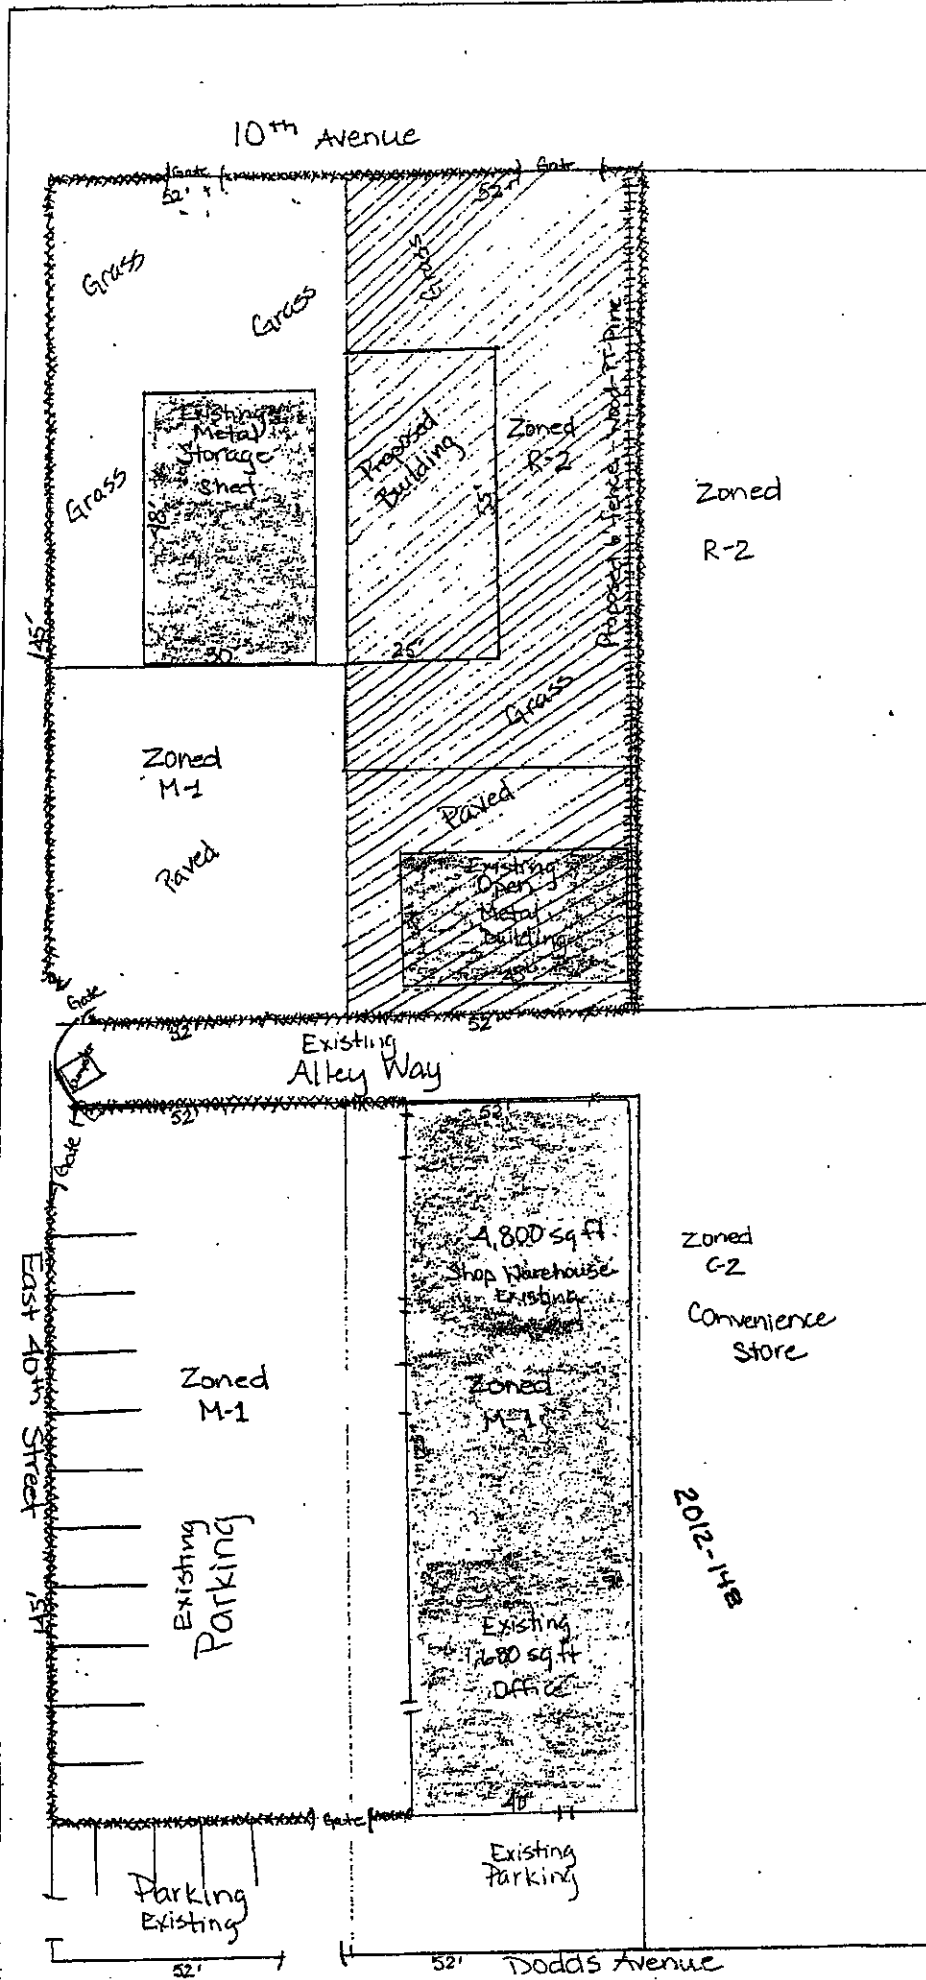 10th Avenue
Gate
Gate
52'
52'
Grass
Grass
Grass
Grass
Existing
Metal
Storage
Shed
48'
30'
Proposed
Building
55'
25'
Zoned
R-2
Proposed 6' Fence Wood-PT-Pine
Zoned
R-2
145'
Grass
Zoned
M-1
Paved
Paved
Existing
Open
Metal
Building
Gate
52'
52'
Existing
Alley Way
52'
52'
Gate
4,800 sq ft.
Shop Warehouse
Existing
Zoned
C-2
Convenience
Store
East 40th Street
145'
Zoned
M-1
Zoned
M-1
Existing
Parking
2012-148
Existing
1,680 sq ft
Office
40'
Gate
Existing
Parking
Parking
Existing
52'
52'
Dodds Avenue